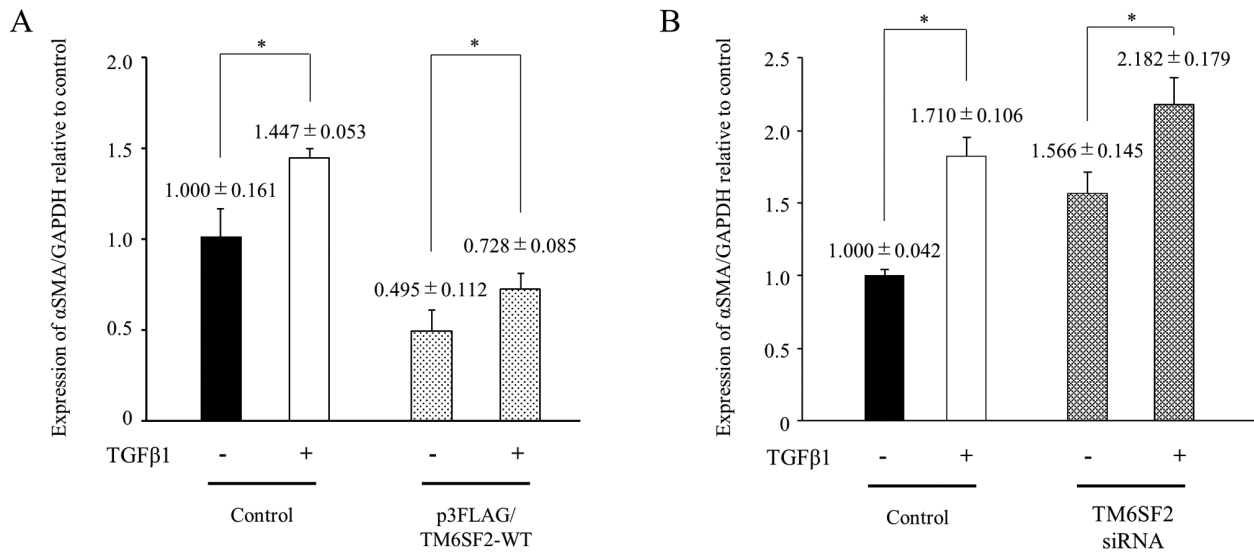 A
Expression of αSMA/GAPDH relative to control
2.0
1.5
1.0
0.5
0
*
*
1.000±0.161
1.447±0.053
0.495±0.112
0.728±0.085
TGFβ1
-
+
-
+
Control
p3FLAG/
TM6SF2-WT
B
Expression of αSMA/GAPDH relative to control
2.5
2.0
1.5
1.0
0.5
0
*
*
1.000±0.042
1.710±0.106
1.566±0.145
2.182±0.179
TGFβ1
-
+
-
+
Control
TM6SF2
siRNA